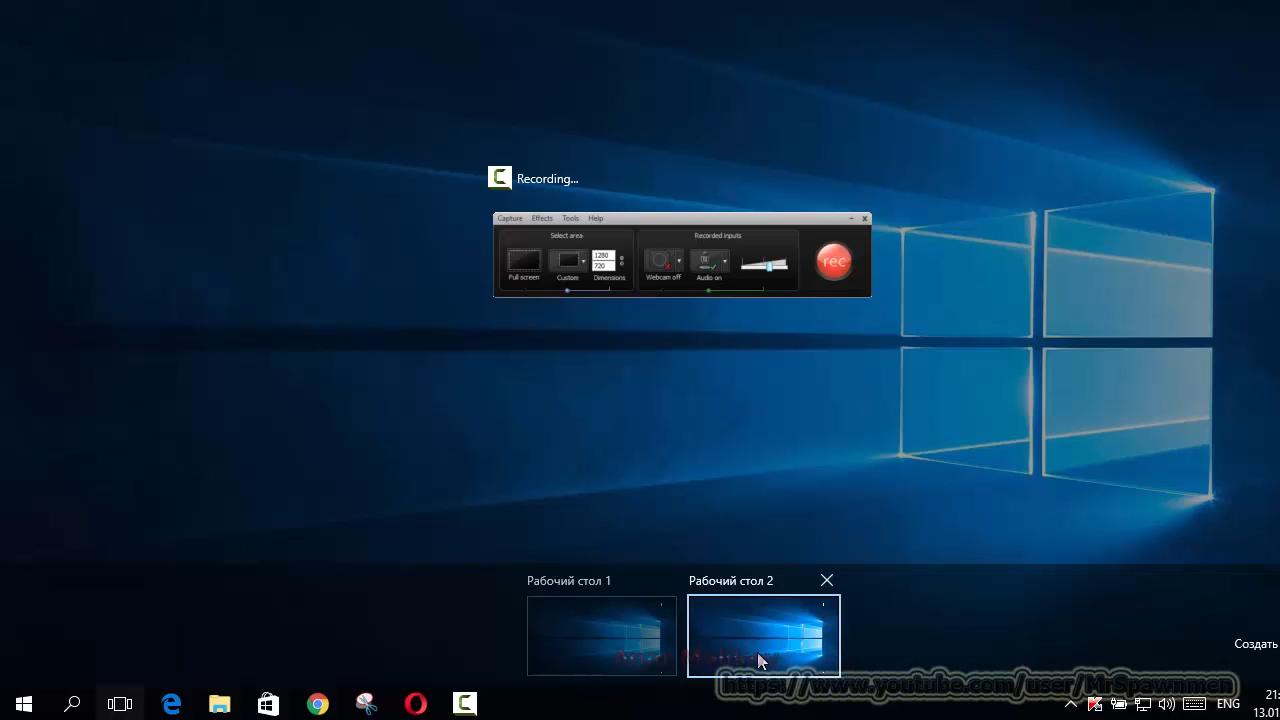 Recording...
Capture Effects Tools Help
Select area
Recorded inputs
1280
720
rec
Full screen
Custom
Dimensions
Webcam off
Audio on
Рабочий стол 1
Рабочий стол 2
Создать
https://www.youtube.com/user/MrSpawnmen
ENG
21:
13.01